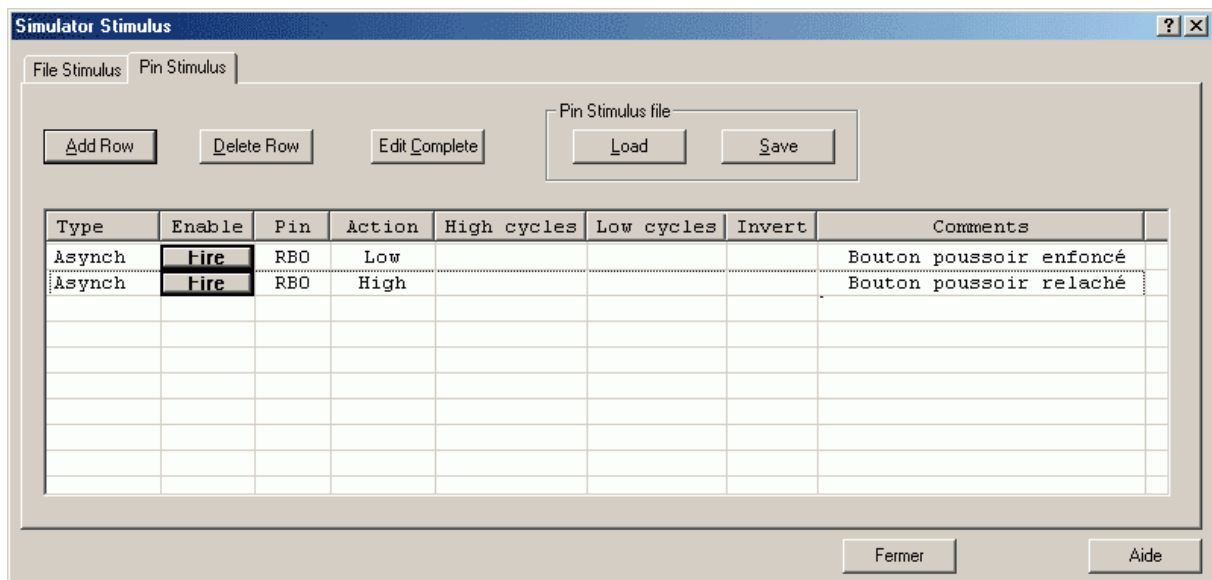 Simulator Stimulus
File Stimulus Pin Stimulus
Pin Stimulus file
Add Row Delete Row Edit Complete Load Save
Type Enable Pin Action High cycles Low cycles Invert Comments
Asynch Fire RB0 Low Bouton poussoir enfoncé
Asynch Fire RB0 High Bouton poussoir relaché
Fermer Aide